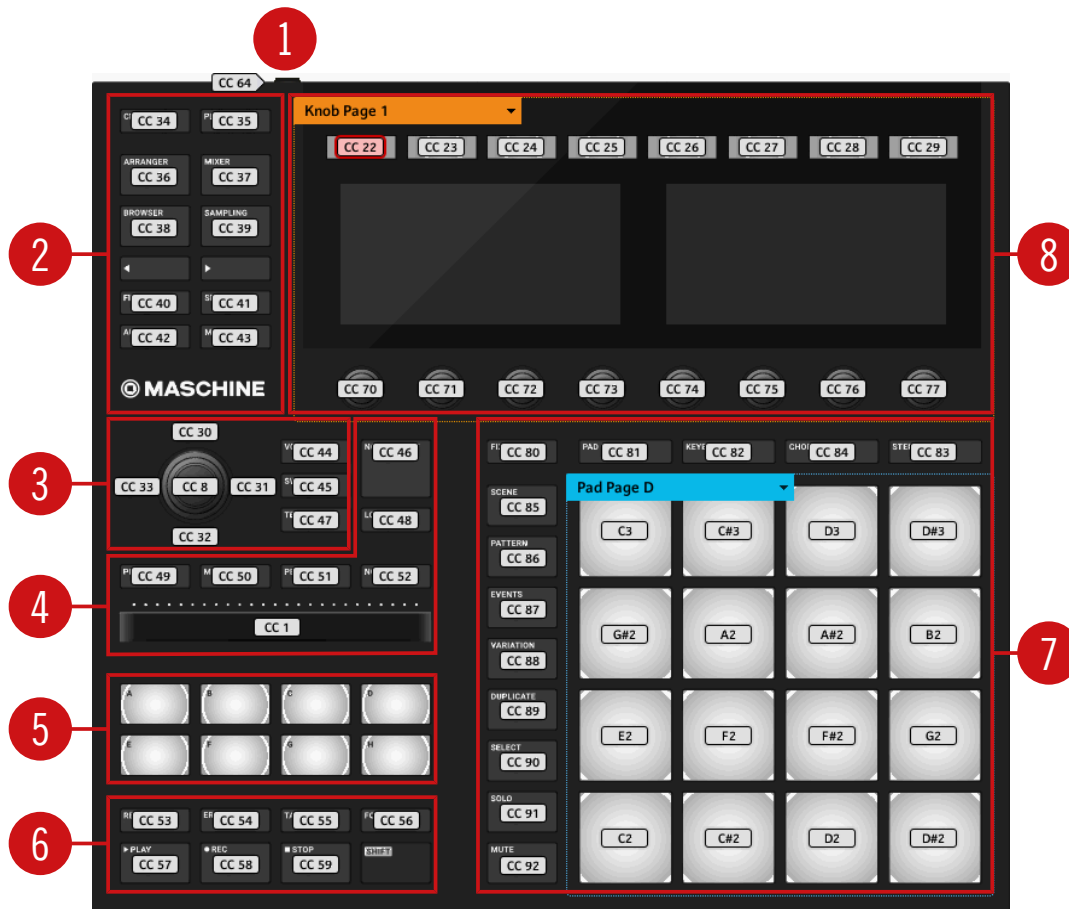 1
CC 64
Knob Page 1
CC 34 CC 35
CC 22 CC 23 CC 24 CC 25 CC 26 CC 27 CC 28 CC 29
ARRANGER MIXER
CC 36 CC 37
BROWSER SAMPLING
CC 38 CC 39
2
8
CC 40 CC 41
CC 42 CC 43
MASCHINE
CC 70 CC 71 CC 72 CC 73 CC 74 CC 75 CC 76 CC 77
CC 30
CC 44 CC 46
CC 80 PAD CC 81 CC 82 CC 84 CC 83
3
CC 33 CC 8 CC 31 CC 45
CC 47 CC 48
CC 32
SCENE
CC 85
Pad Page D
C3 C#3 D3 D#3
PATTERN
CC 86
CC 49 CC 50 CC 51 CC 52
4
CC 1
EVENTS
CC 87
G#2 A2 A#2 B2
VARIATION
CC 88
7
A B C D
E F G H
5
DUPLICATE
CC 89
E2 F2 F#2 G2
SELECT
CC 90
SOLO
CC 91
CC 53 CC 54 CC 55 CC 56
6
PLAY REC STOP SHIFT
CC 57 CC 58 CC 59
MUTE
CC 92
C2 C#2 D2 D#2